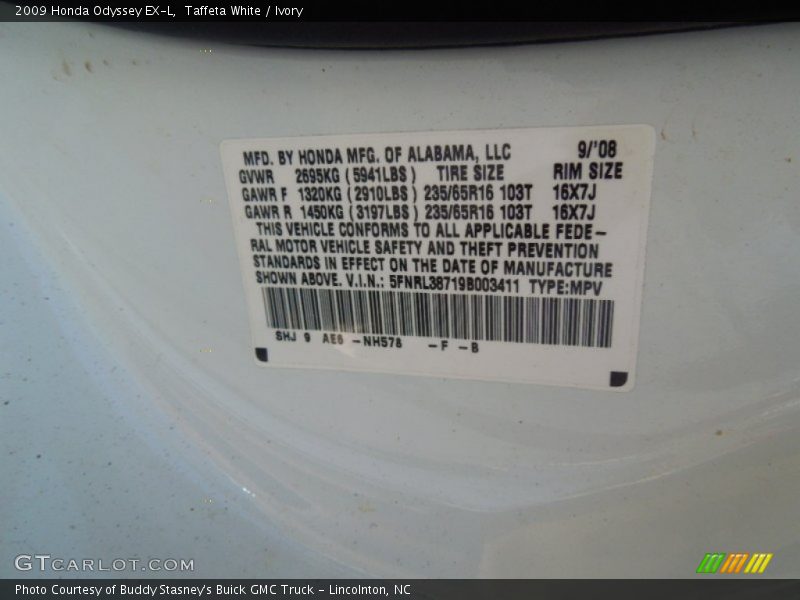 2009 Honda Odyssey EX-L, Taffeta White / Ivory
MFD. BY HONDA MFG. OF ALABAMA, LLC 9/'08
GVWR 2695KG (5941LBS) TIRE SIZE RIM SIZE
GAWR F 1320KG (2910LBS) 235/65R16 103T 16X7J
GAWR R 1450KG (3197LBS) 235/65R16 103T 16X7J
THIS VEHICLE CONFORMS TO ALL APPLICABLE FEDE-
RAL MOTOR VEHICLE SAFETY AND THEFT PREVENTION
STANDARDS IN EFFECT ON THE DATE OF MANUFACTURE
SHOWN ABOVE. V.I.N.: 5FNRL38719B003411 TYPE:MPV
SHJ 9 AE6 -NH578 -F -B
GTCARLOT.COM
Photo Courtesy of Buddy Stasney's Buick GMC Truck - Lincolnton, NC